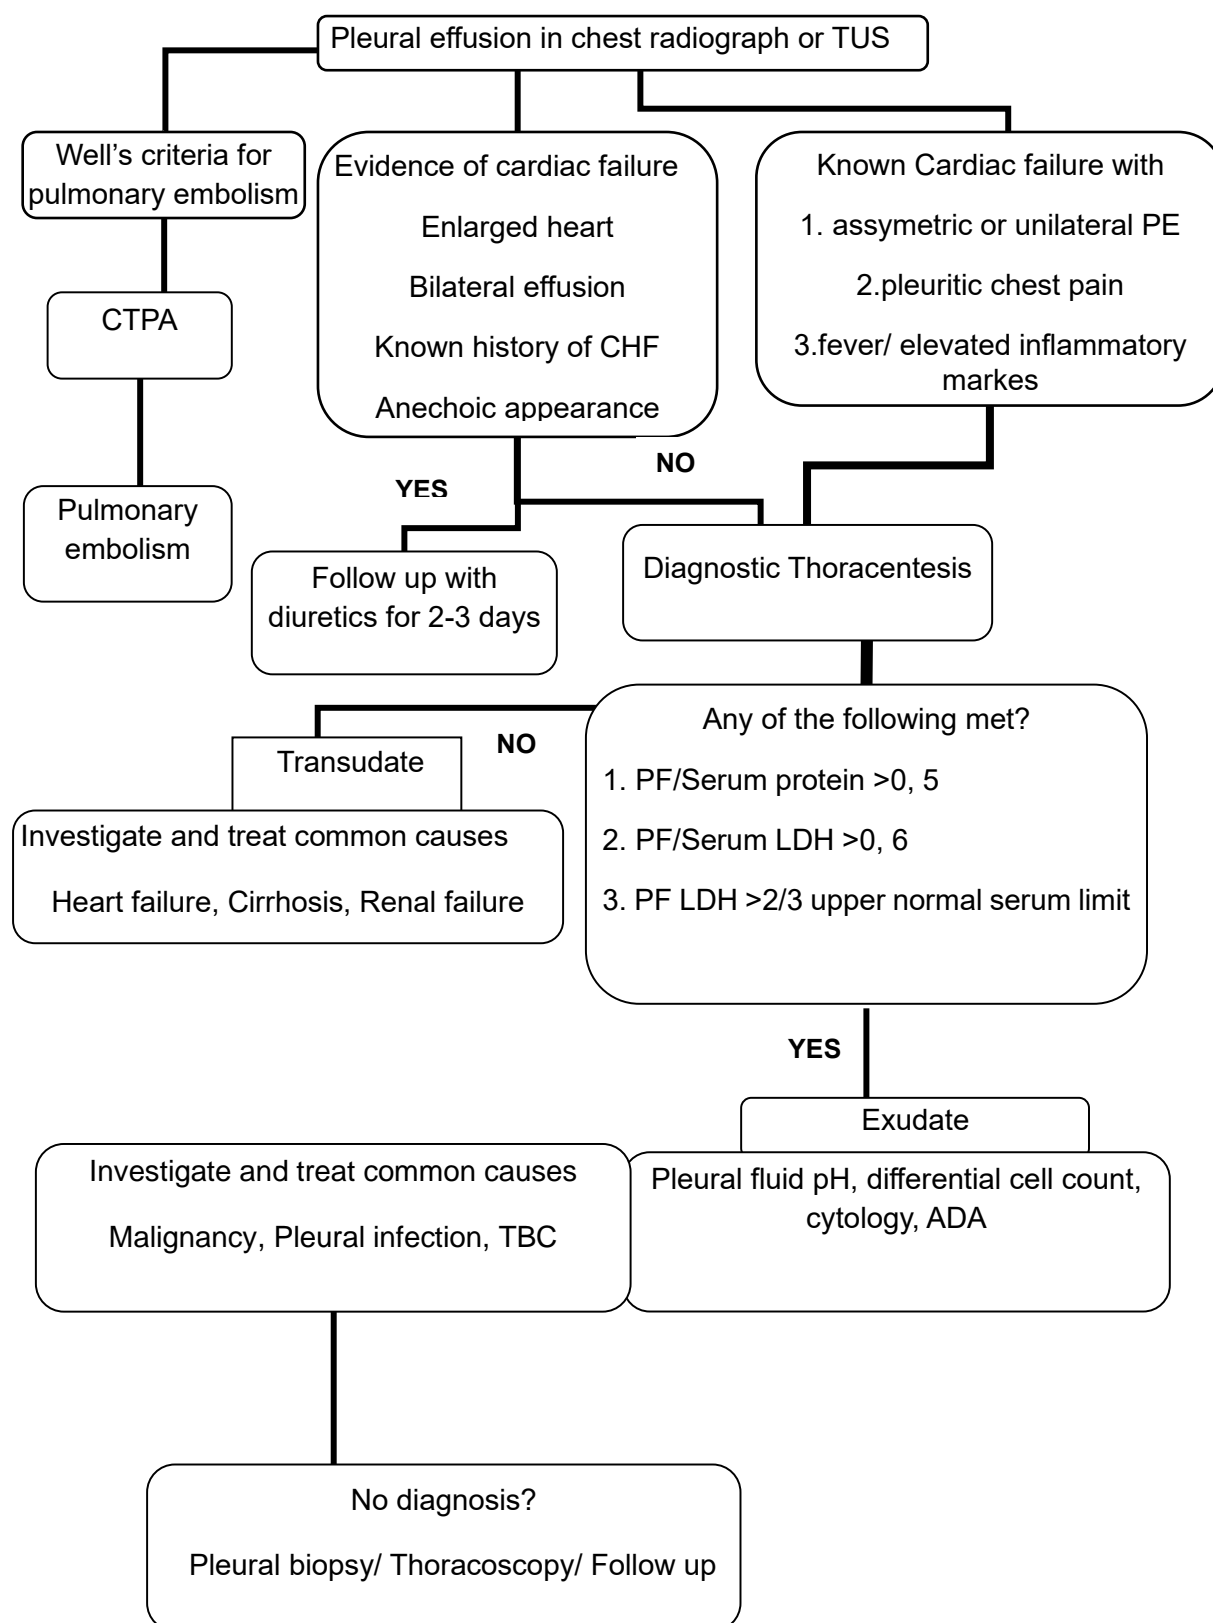 Pleural effusion in chest radiograph or TUS
Well's criteria for
pulmonary embolism
CTPA
Pulmonary
embolism
Evidence of cardiac failure
Enlarged heart
Bilateral effusion
Known history of CHF
Anechoic appearance
Known Cardiac failure with
1. assymetric or unilateral PE
2.pleuritic chest pain
3.fever/ elevated inflammatory
markes
YES
NO
Follow up with
diuretics for 2-3 days
Diagnostic Thoracentesis
Any of the following met?
1. PF/Serum protein >0, 5
2. PF/Serum LDH >0, 6
3. PF LDH >2/3 upper normal serum limit
NO
Transudate
Investigate and treat common causes
Heart failure, Cirrhosis, Renal failure
YES
Exudate
Pleural fluid pH, differential cell count,
cytology, ADA
Investigate and treat common causes
Malignancy, Pleural infection, TBC
No diagnosis?
Pleural biopsy/ Thoracoscopy/ Follow up